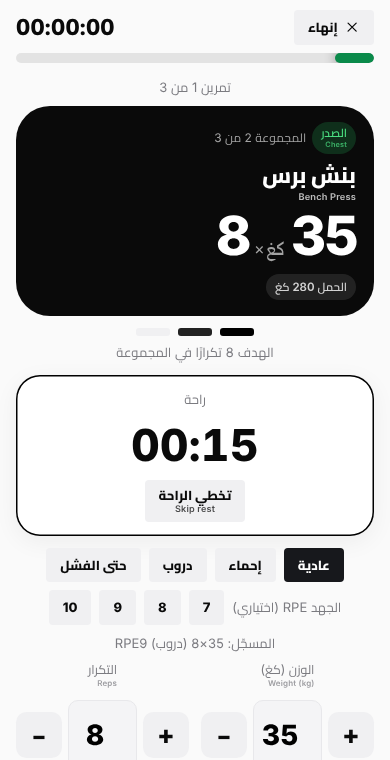 × إنهاء
00:00:00
تمرين 1 من 3
الصدر
Chest
المجموعة 2 من 3
بنش برس
Bench Press
35 كغ × 8
الحمل 280 كغ
الهدف 8 تكرارًا في المجموعة
راحة
00:15
تخطي الراحة
Skip rest
عادية إحماء دروب حتى الفشل
الجهد RPE (اختياري) 7 8 9 10
المسجّل: 35×8 (دروب) RPE9
الوزن (كغ) التكرار
Weight (kg) Reps
+ 35 − + 8 −